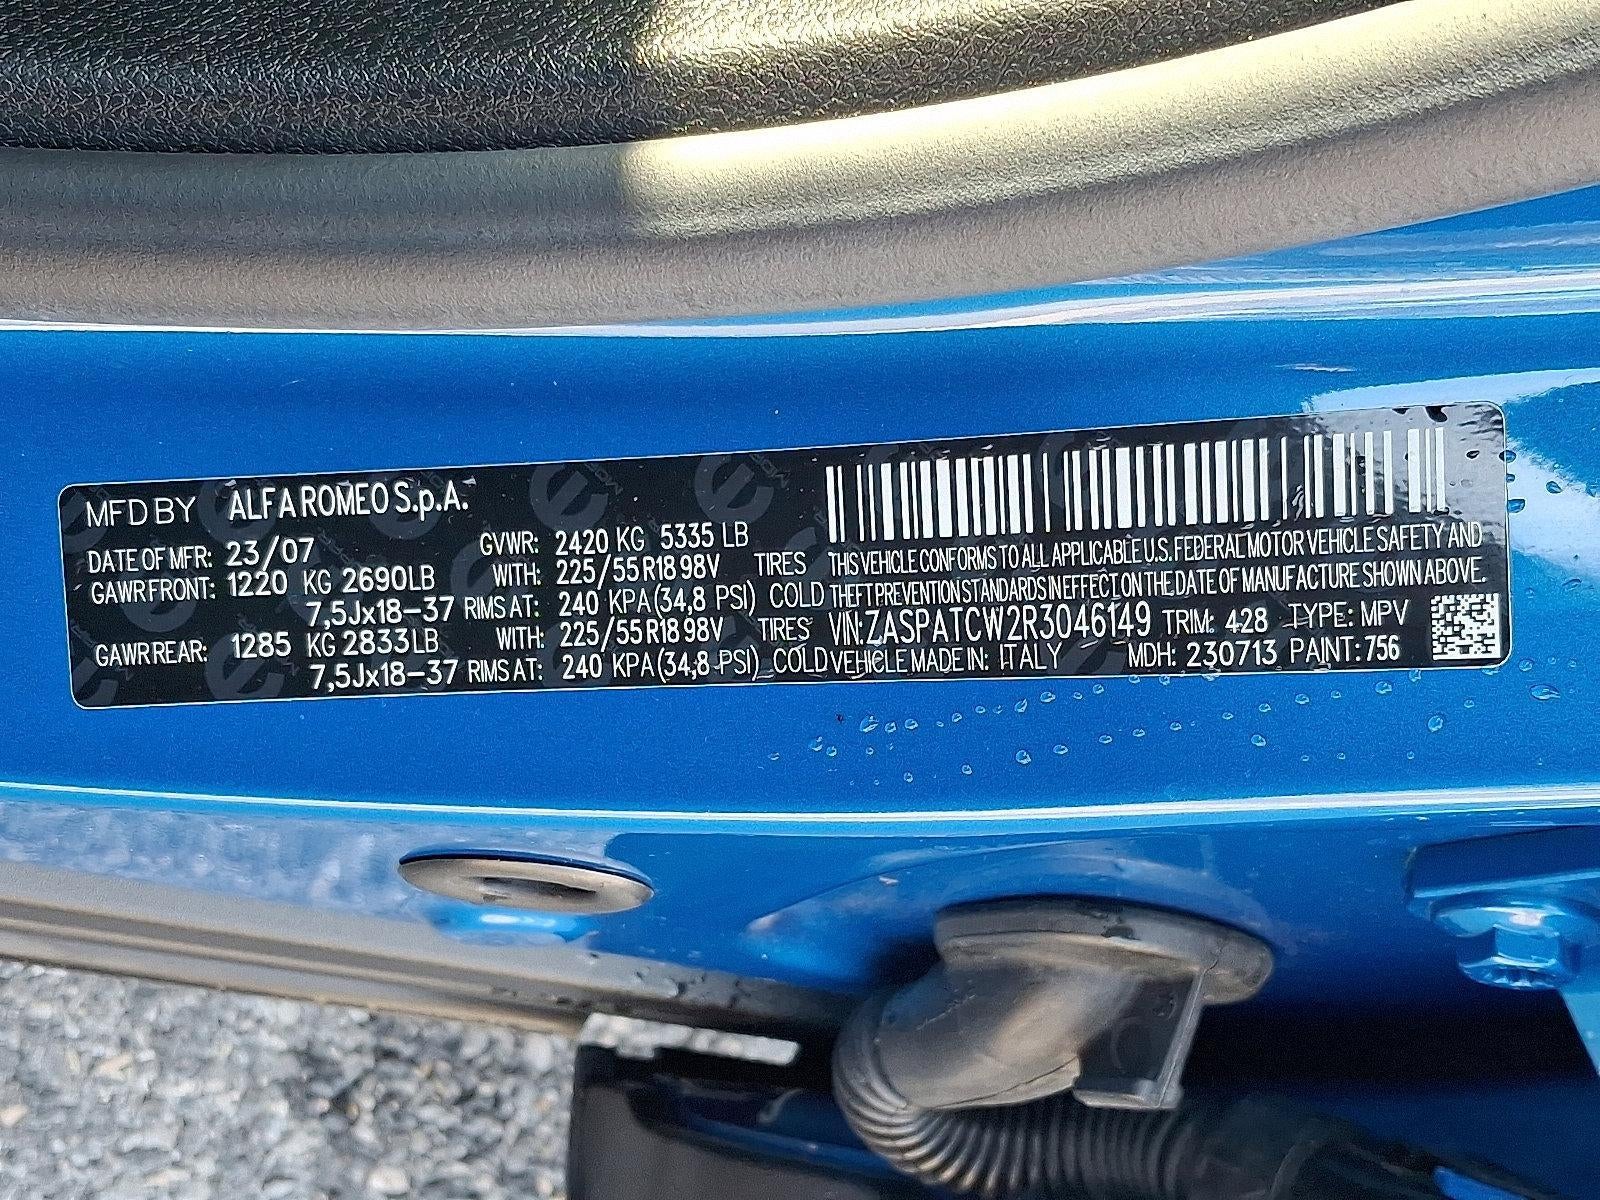 MFD BY ALFA ROMEO S.p.A.
DATE OF MFR: 23/07 GVWR: 2420 KG 5335 LB
GAWR FRONT: 1220 KG 2690LB WITH: 225/55R18 98V TIRES
7,5Jx18-37 RIMS AT: 240 KPA(34,8 PSI) COLD
GAWR REAR: 1285 KG 2833LB WITH: 225/55R18 98V TIRES
7,5Jx18-37 RIMS AT: 240 KPA(34,8 PSI) COLD
THIS VEHICLE CONFORMS TO ALL APPLICABLE U.S. FEDERAL MOTOR VEHICLE SAFETY AND
THEFT PREVENTION STANDARDS IN EFFECT ON THE DATE OF MANUFACTURE SHOWN ABOVE.
VIN:ZASPATCW2R3046149 TRIM: 428 TYPE: MPV
VEHICLE MADE IN: ITALY MDH: 230713 PAINT: 756